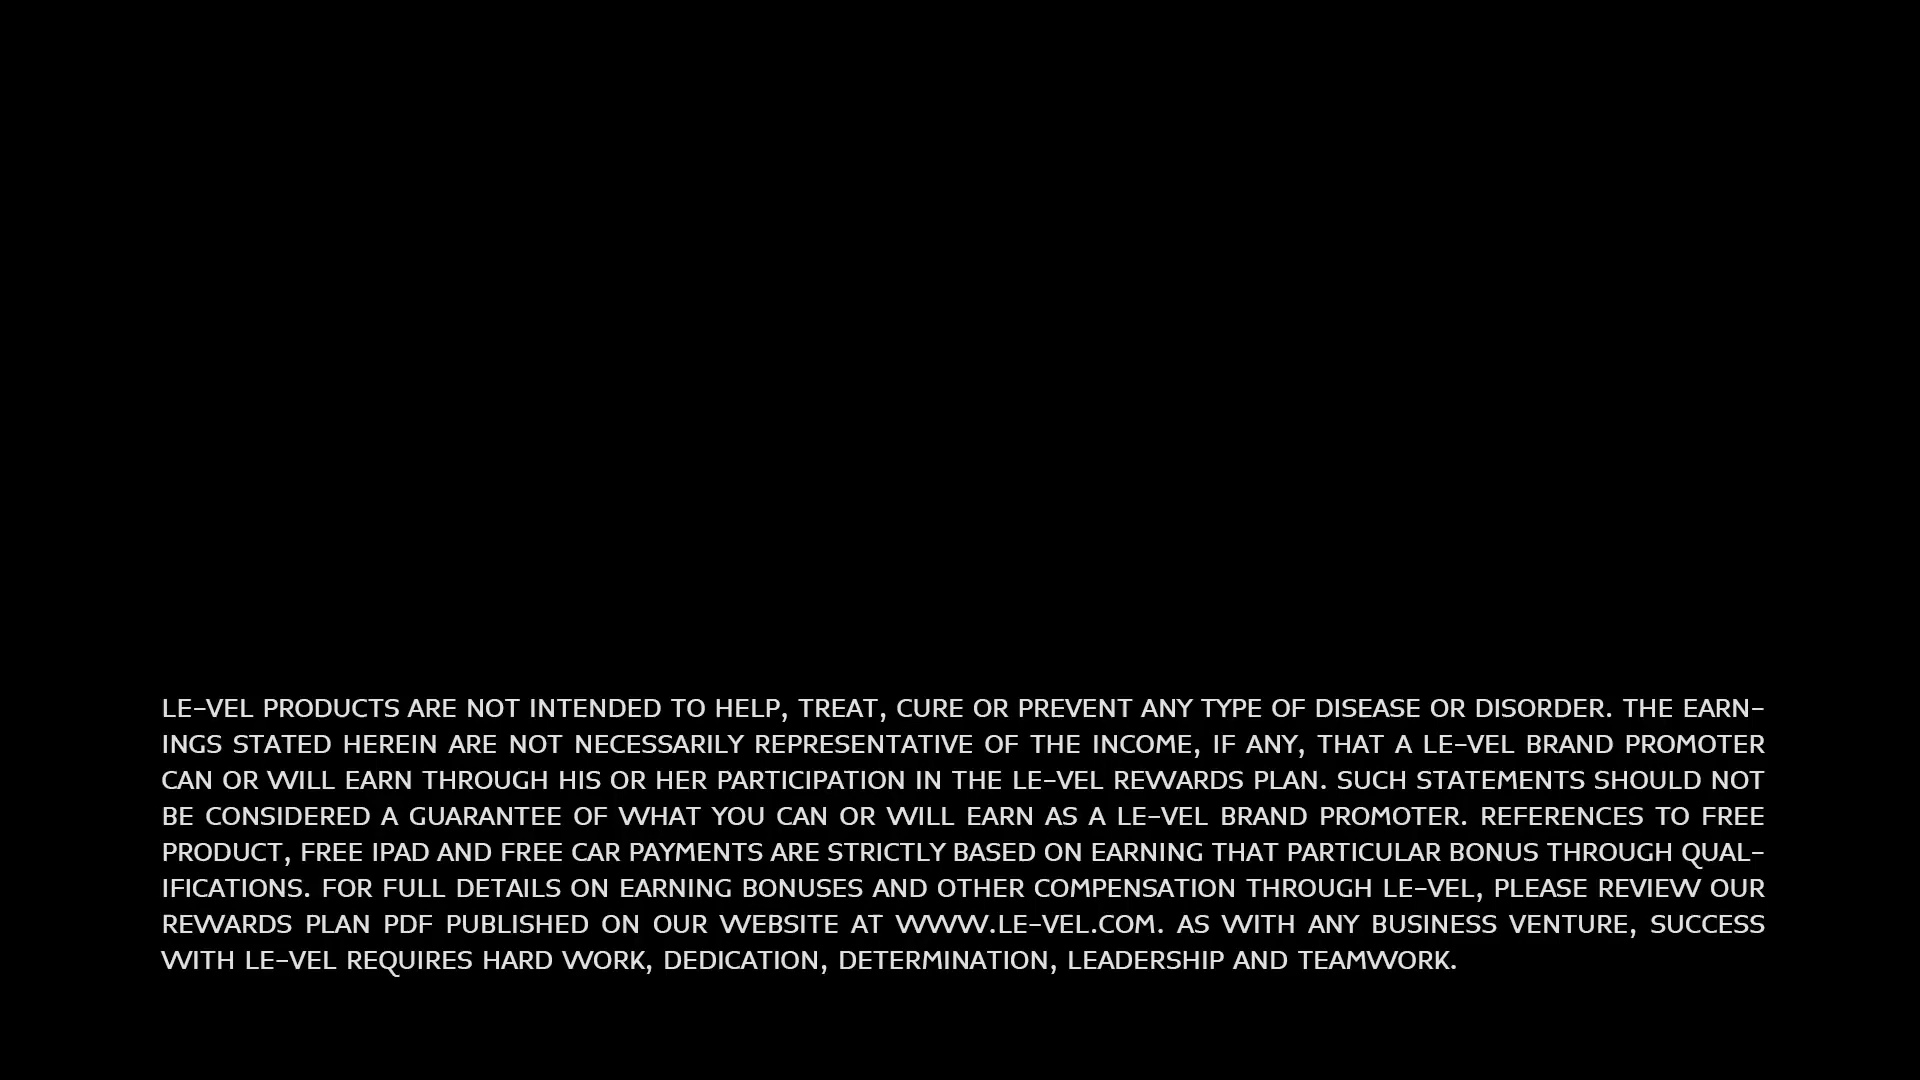 LE-VEL PRODUCTS ARE NOT INTENDED TO HELP, TREAT, CURE OR PREVENT ANY TYPE OF DISEASE OR DISORDER. THE EARN-
INGS STATED HEREIN ARE NOT NECESSARILY REPRESENTATIVE OF THE INCOME, IF ANY, THAT A LE-VEL BRAND PROMOTER
CAN OR WILL EARN THROUGH HIS OR HER PARTICIPATION IN THE LE-VEL REWARDS PLAN. SUCH STATEMENTS SHOULD NOT
BE CONSIDERED A GUARANTEE OF WHAT YOU CAN OR WILL EARN AS A LE-VEL BRAND PROMOTER. REFERENCES TO FREE
PRODUCT, FREE IPAD AND FREE CAR PAYMENTS ARE STRICTLY BASED ON EARNING THAT PARTICULAR BONUS THROUGH QUAL-
IFICATIONS. FOR FULL DETAILS ON EARNING BONUSES AND OTHER COMPENSATION THROUGH LE-VEL, PLEASE REVIEW OUR
REWARDS PLAN PDF PUBLISHED ON OUR WEBSITE AT WWW.LE-VEL.COM. AS WITH ANY BUSINESS VENTURE, SUCCESS
WITH LE-VEL REQUIRES HARD WORK, DEDICATION, DETERMINATION, LEADERSHIP AND TEAMWORK.